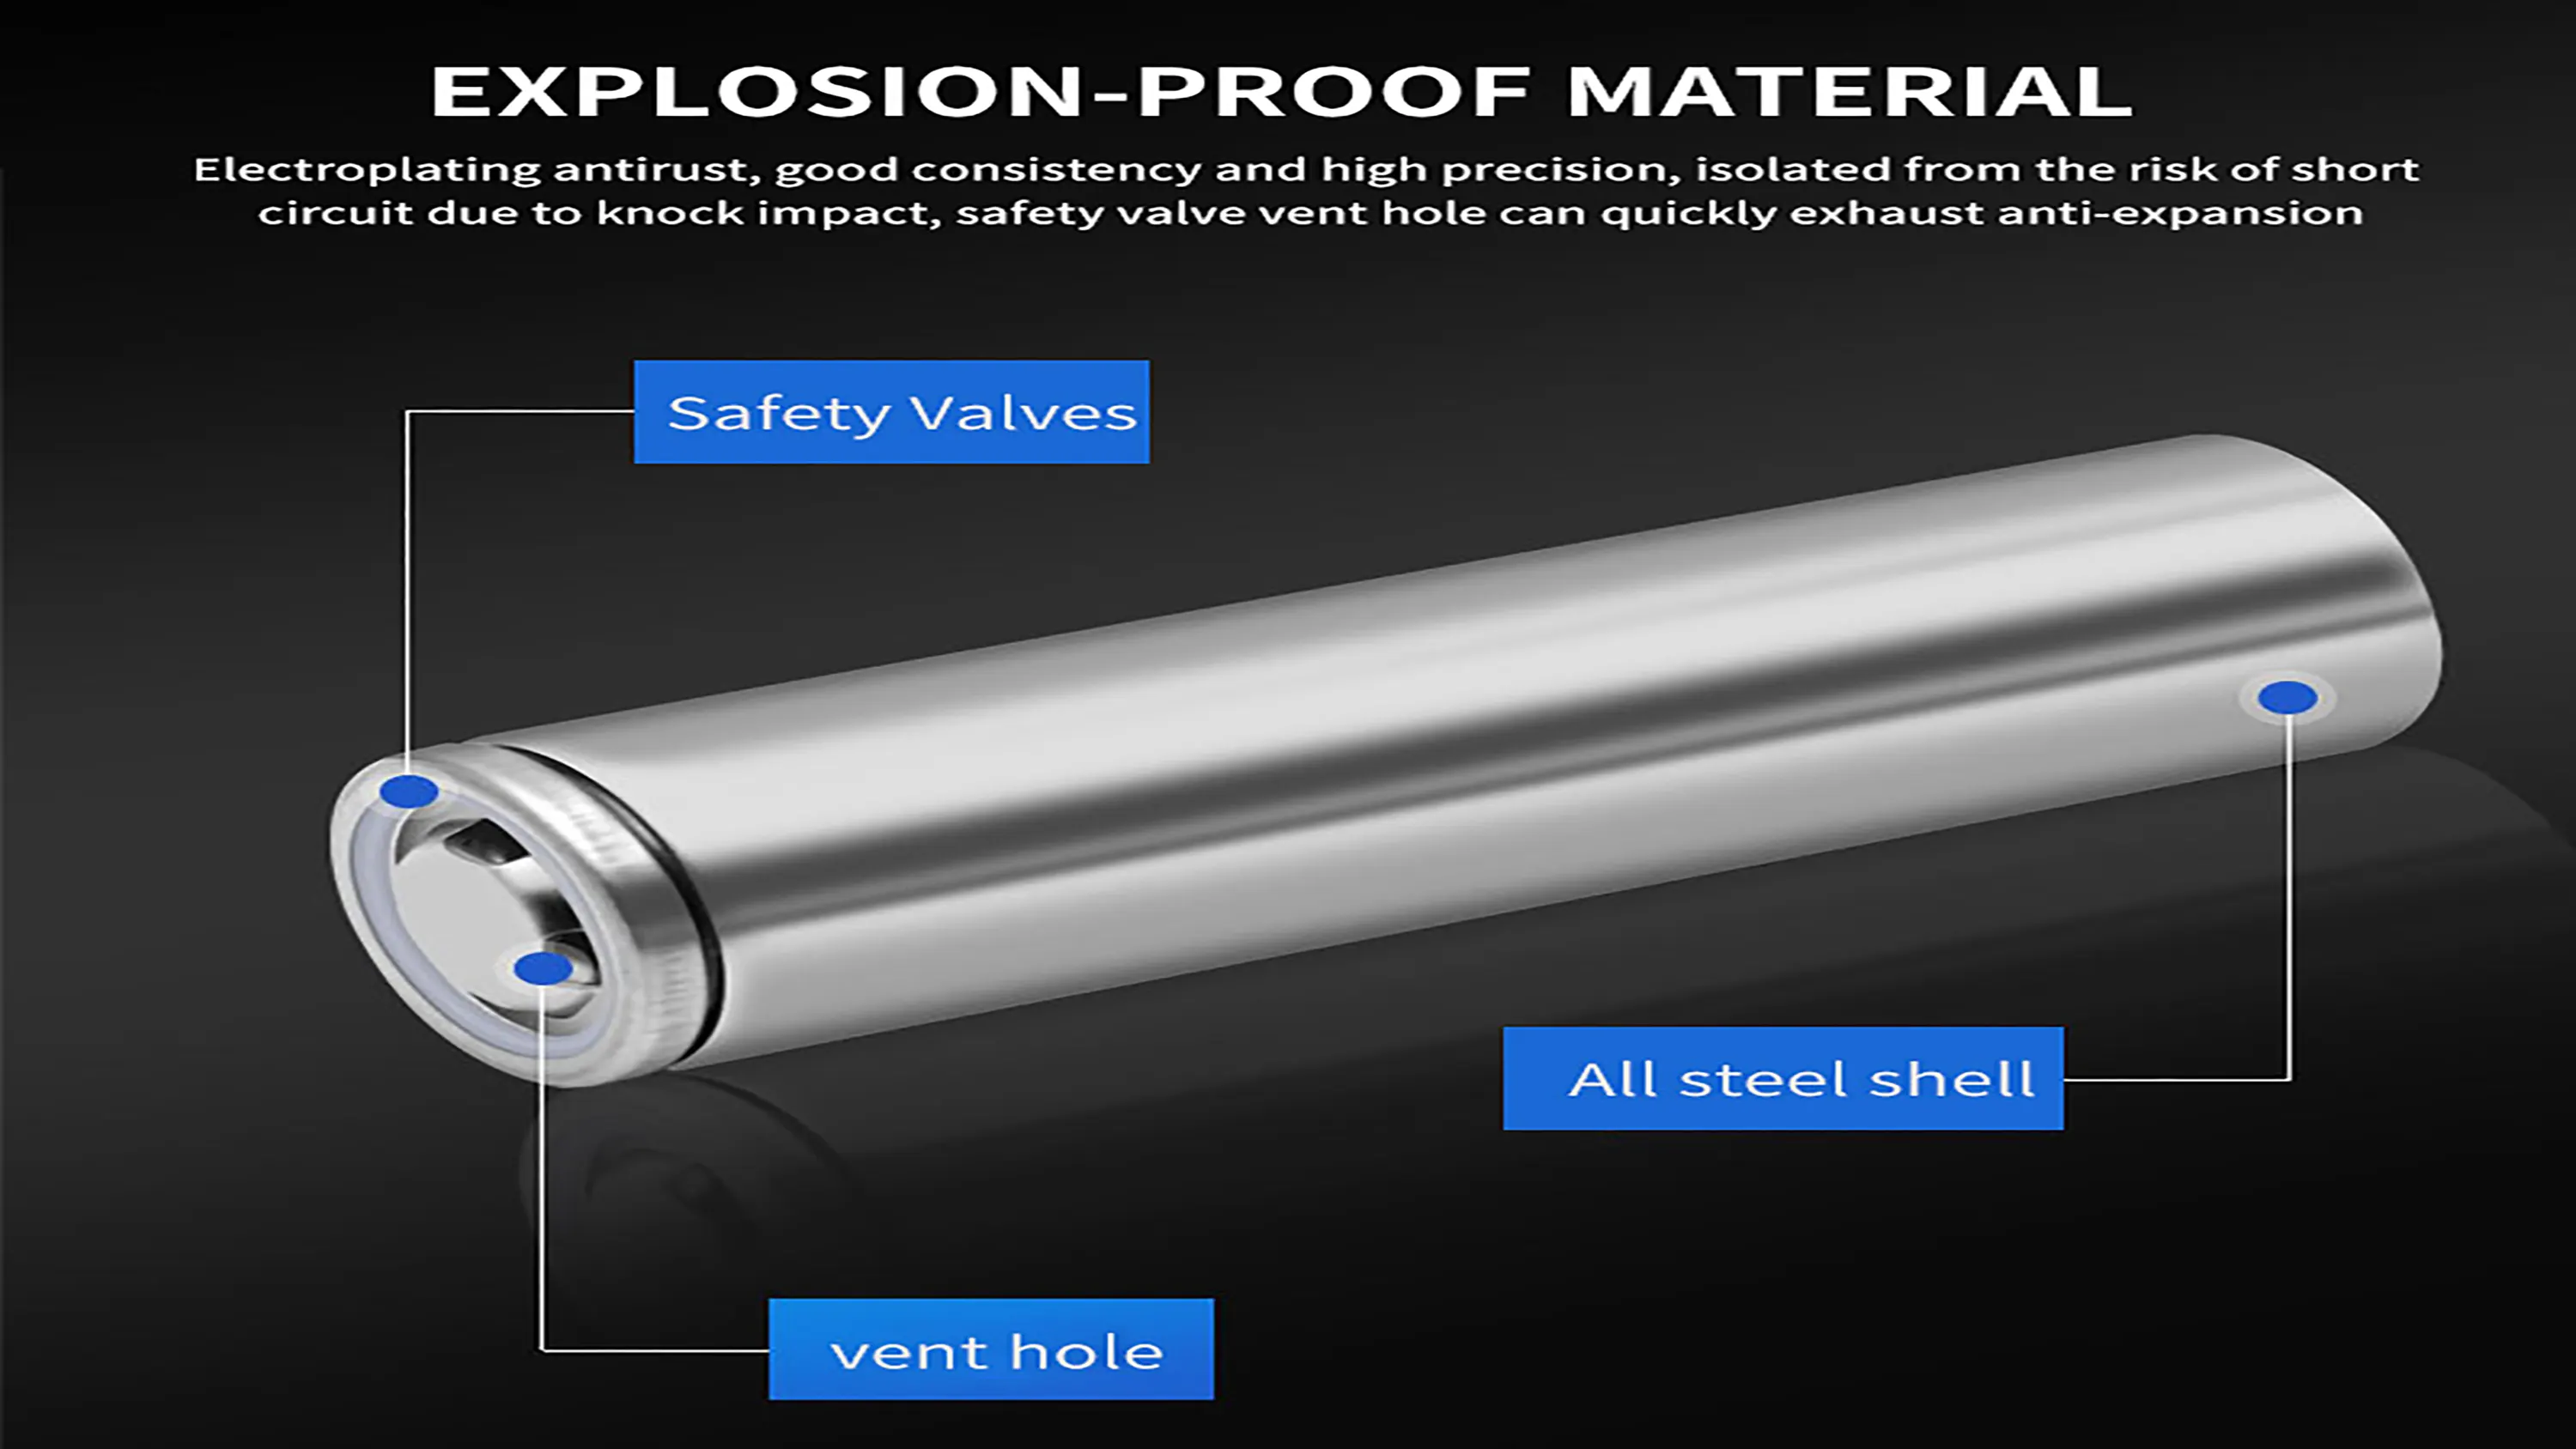 EXPLOSION-PROOF MATERIAL
Electroplating antirust, good consistency and high precision, isolated from the risk of short
circuit due to knock impact, safety valve vent hole can quickly exhaust anti-expansion
Safety Valves
All steel shell
vent hole